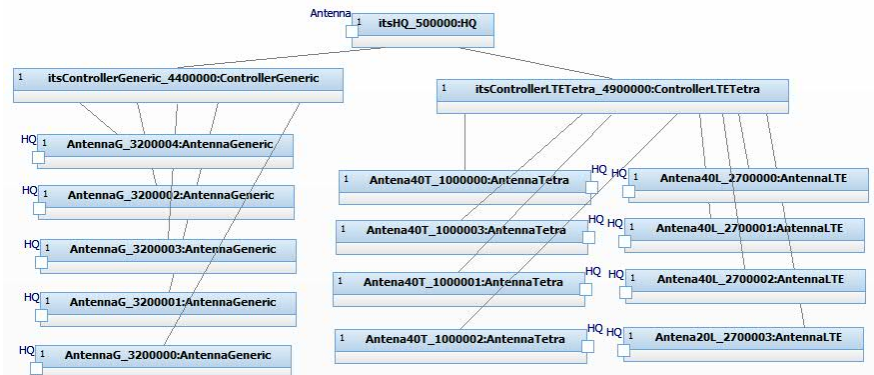 Antenna
1 itsHQ_500000:HQ
1 itsControllerGeneric_4400000:ControllerGeneric
1 itsControllerLTETetra_4900000:ControllerLTETetra
HQ 1 AntennaG_3200004:AntennaGeneric
HQ 1 AntennaG_3200002:AntennaGeneric
HQ 1 AntennaG_3200003:AntennaGeneric
HQ 1 AntennaG_3200001:AntennaGeneric
HQ 1 AntennaG_3200000:AntennaGeneric
1 Antena40T_1000000:AntennaTetra HQ
1 Antena40T_1000003:AntennaTetra HQ
1 Antena40T_1000001:AntennaTetra HQ
1 Antena40T_1000002:AntennaTetra HQ
HQ 1 Antena40L_2700000:AntennaLTE
HQ 1 Antena40L_2700001:AntennaLTE
HQ 1 Antena40L_2700002:AntennaLTE
HQ 1 Antena20L_2700003:AntennaLTE